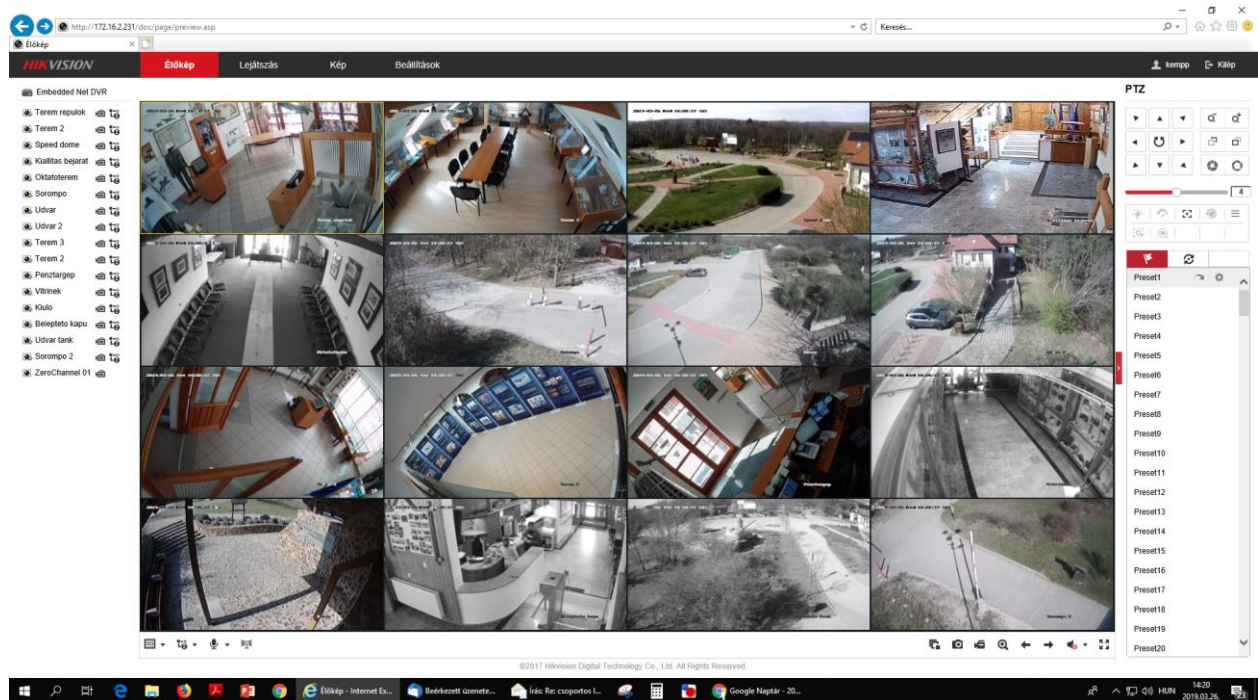 http://172.16.2.231/doc/page/preview.asp
Keresés...
Élőkép
HIKVISION
Élőkép
Lejátszás
Kép
Beállítások
kempp
Kilép
Embedded Net DVR
Terem repulok
Terem 2
Speed dome
Kiallitas bejarat
Oktatoterem
Sorompo
Udvar
Udvar 2
Terem 3
Terem 2
Penztargep
Vitrinek
Kiulo
Belepteto kapu
Udvar tank
Sorompo 2
ZeroChannel 01
PTZ
4
Preset1
Preset2
Preset3
Preset4
Preset5
Preset6
Preset7
Preset8
Preset9
Preset10
Preset11
Preset12
Preset13
Preset14
Preset15
Preset16
Preset17
Preset18
Preset19
Preset20
©2017 Hikvision Digital Technology Co., Ltd. All Rights Reserved.
Élőkép - Internet Ex...
Beérkezett üzenete...
Írás: Re: csoportos l...
Google Naptár - 20...
HUN
14:20
2019.03.26.